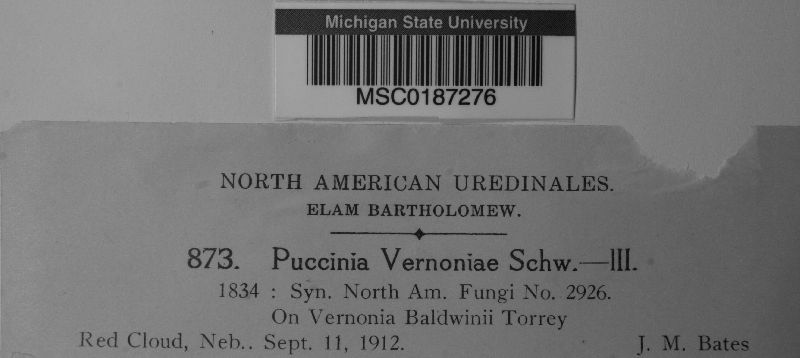 Michigan State University
MSC0187276
NORTH AMERICAN UREDINALES.
ELAM BARTHOLOMEW.
873. Puccinia Vernoniae Schw.—III.
1834 : Syn. North Am. Fungi No. 2926.
On Vernonia Baldwinii Torrey
Red Cloud, Neb.. Sept. 11, 1912. J. M. Bates